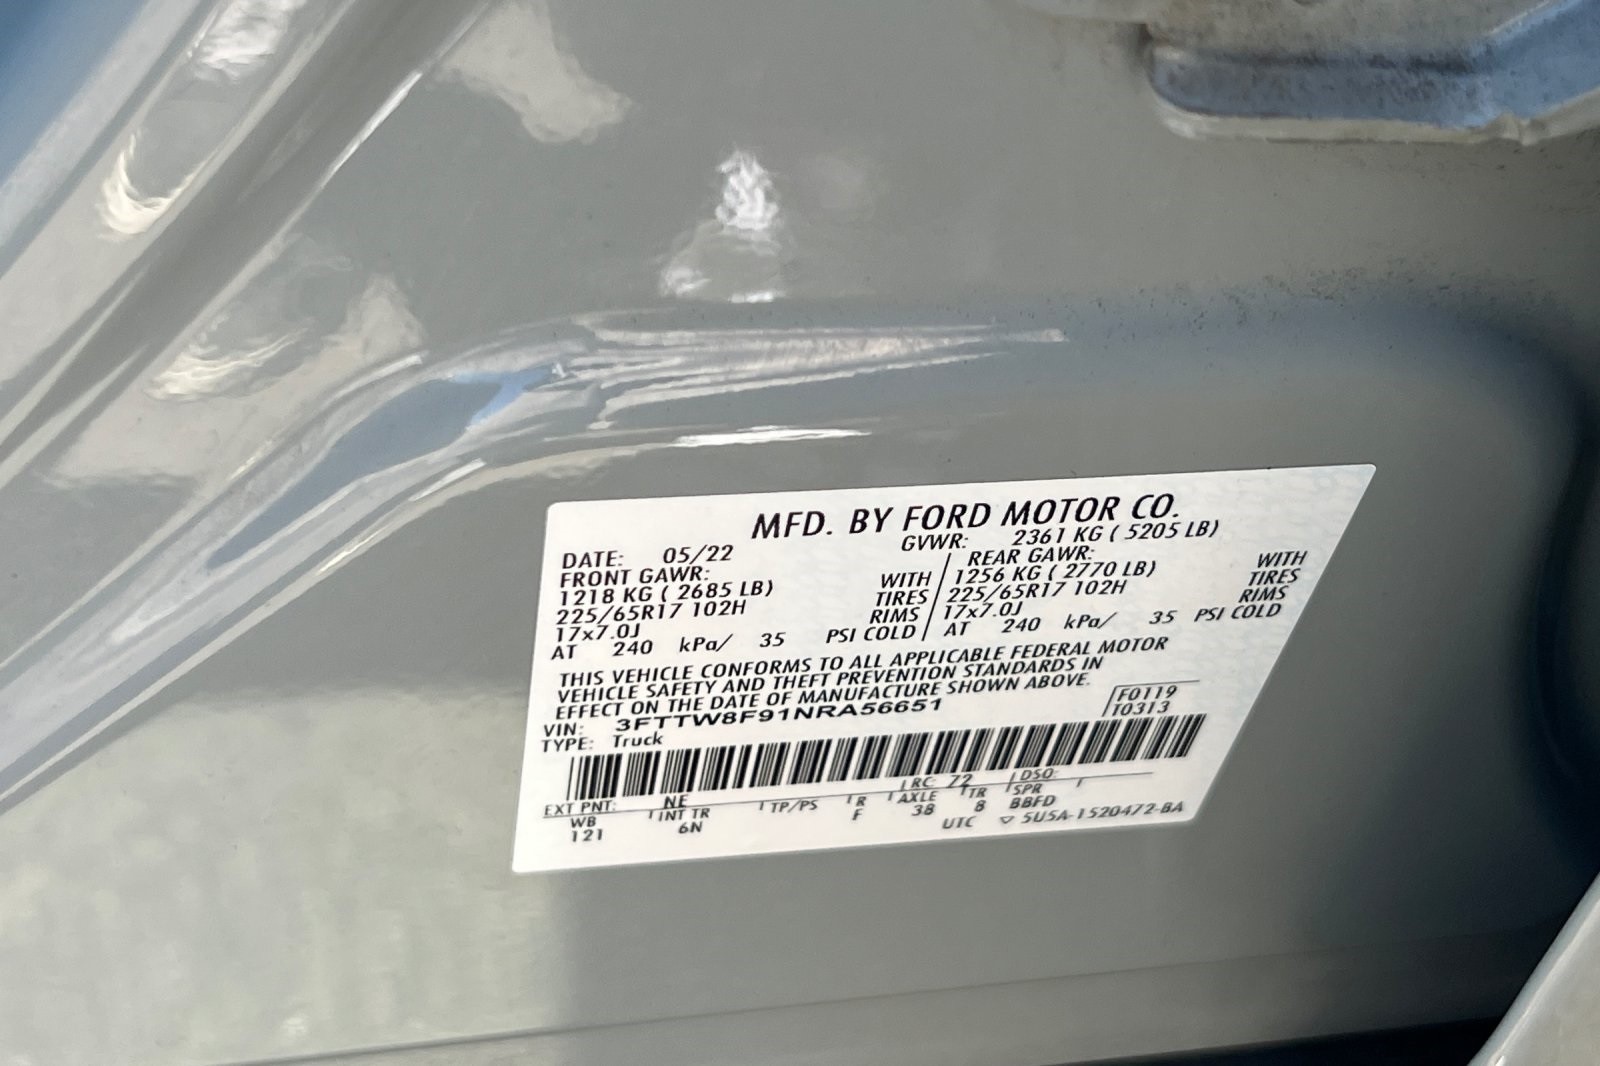 MFD. BY FORD MOTOR CO.
DATE: 05/22 GVWR: 2361 KG ( 5205 LB)
FRONT GAWR: REAR GAWR:
1218 KG ( 2685 LB) WITH 1256 KG ( 2770 LB) WITH
225/65R17 102H TIRES 225/65R17 102H TIRES
17x7.0J RIMS 17x7.0J RIMS
AT 240 kPa/ 35 PSI COLD AT 240 kPa/ 35 PSI COLD
THIS VEHICLE CONFORMS TO ALL APPLICABLE FEDERAL MOTOR
VEHICLE SAFETY AND THEFT PREVENTION STANDARDS IN
EFFECT ON THE DATE OF MANUFACTURE SHOWN ABOVE.
VIN: 3FTTW8F91NRA56651 F0119
TYPE: Truck T0313
EXT PNT: NE RC: 72 DSO:
WB INT TR TP/PS R AXLE TR SPR
121 6N F 38 8 BBFD
UTC ▽ 5U5A-1520472-BA